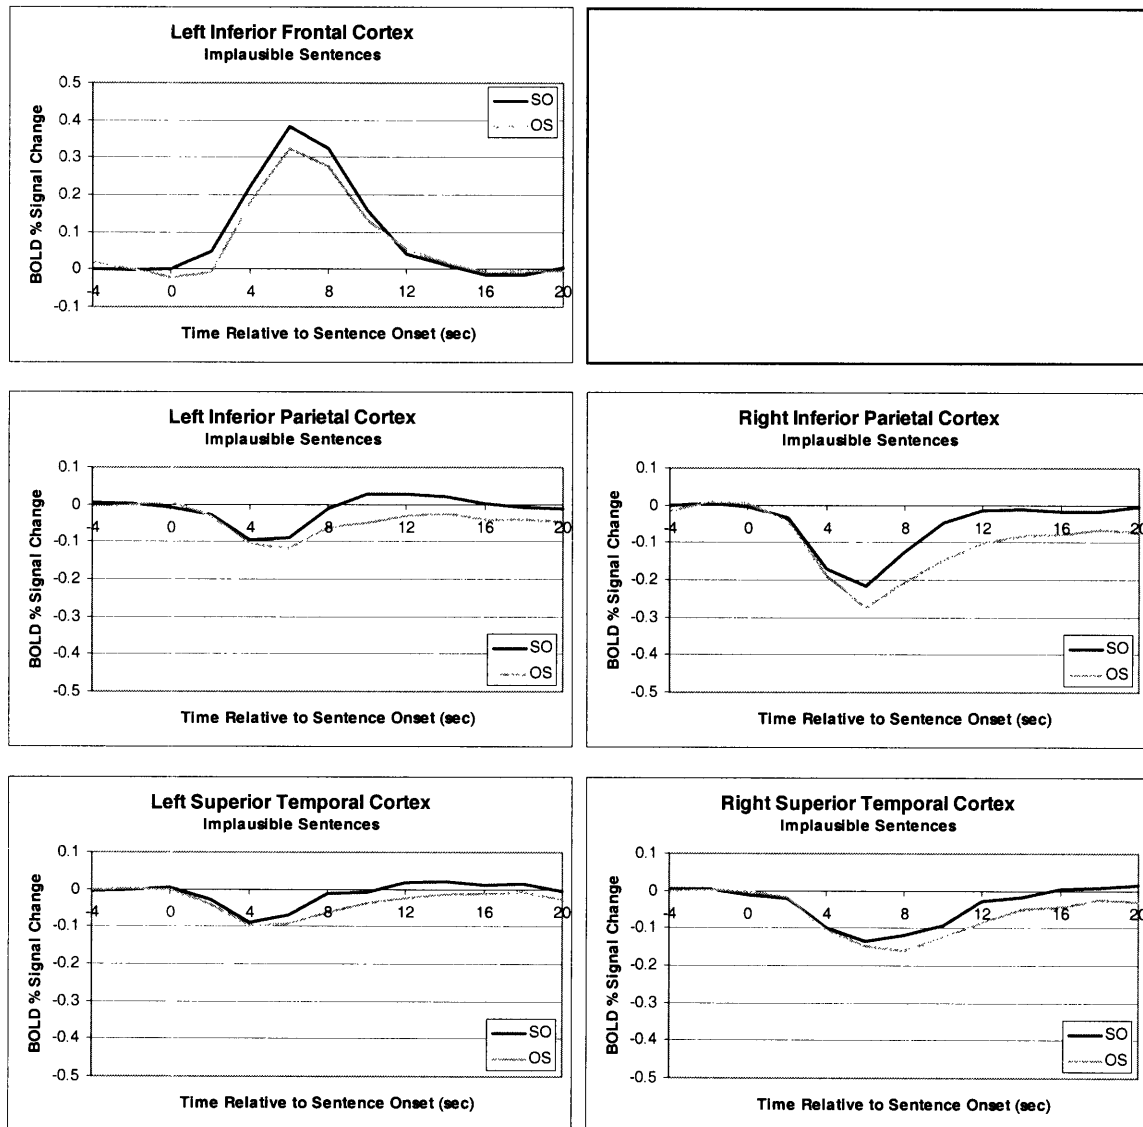 Left Inferior Frontal Cortex
Implausible Sentences
0.5
0.4
0.3
0.2
0.1
0
-0.1
BOLD % Signal Change
-4 0 4 8 12 16 20
Time Relative to Sentence Onset (sec)
SO
OS
Left Inferior Parietal Cortex
Implausible Sentences
0.1
0
-0.1
-0.2
-0.3
-0.4
-0.5
BOLD % Signal Change
-4 0 4 8 12 16 20
Time Relative to Sentence Onset (sec)
SO
OS
Right Inferior Parietal Cortex
Implausible Sentences
0.1
0
-0.1
-0.2
-0.3
-0.4
-0.5
BOLD % Signal Change
-4 0 4 8 12 16 20
Time Relative to Sentence Onset (sec)
SO
OS
Left Superior Temporal Cortex
Implausible Sentences
0.1
0
-0.1
-0.2
-0.3
-0.4
-0.5
BOLD % Signal Change
-4 0 4 8 12 16 20
Time Relative to Sentence Onset (sec)
SO
OS
Right Superior Temporal Cortex
Implausible Sentences
0.1
0
-0.1
-0.2
-0.3
-0.4
-0.5
BOLD % Signal Change
-4 0 4 8 12 16 20
Time Relative to Sentence Onset (sec)
SO
OS